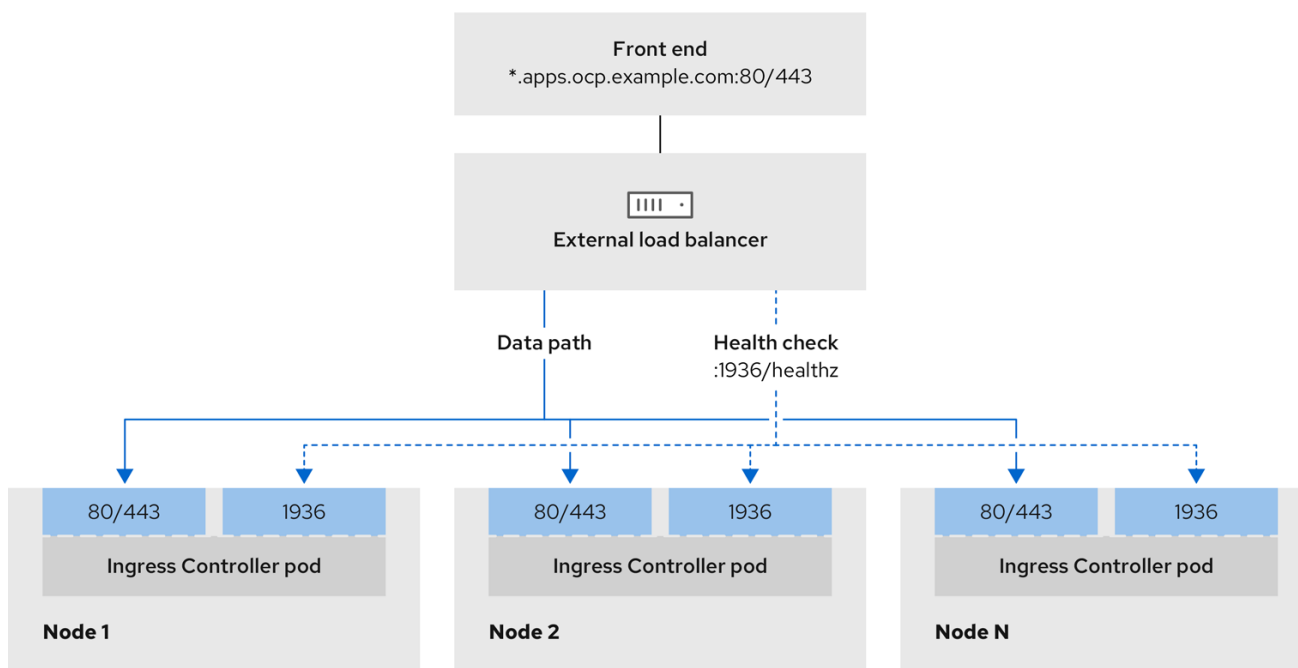 Front end
*.apps.ocp.example.com:80/443
External load balancer
Data path
Health check
:1936/healthz
80/443
1936
80/443
1936
80/443
1936
Ingress Controller pod
Ingress Controller pod
Ingress Controller pod
Node 1
Node 2
Node N